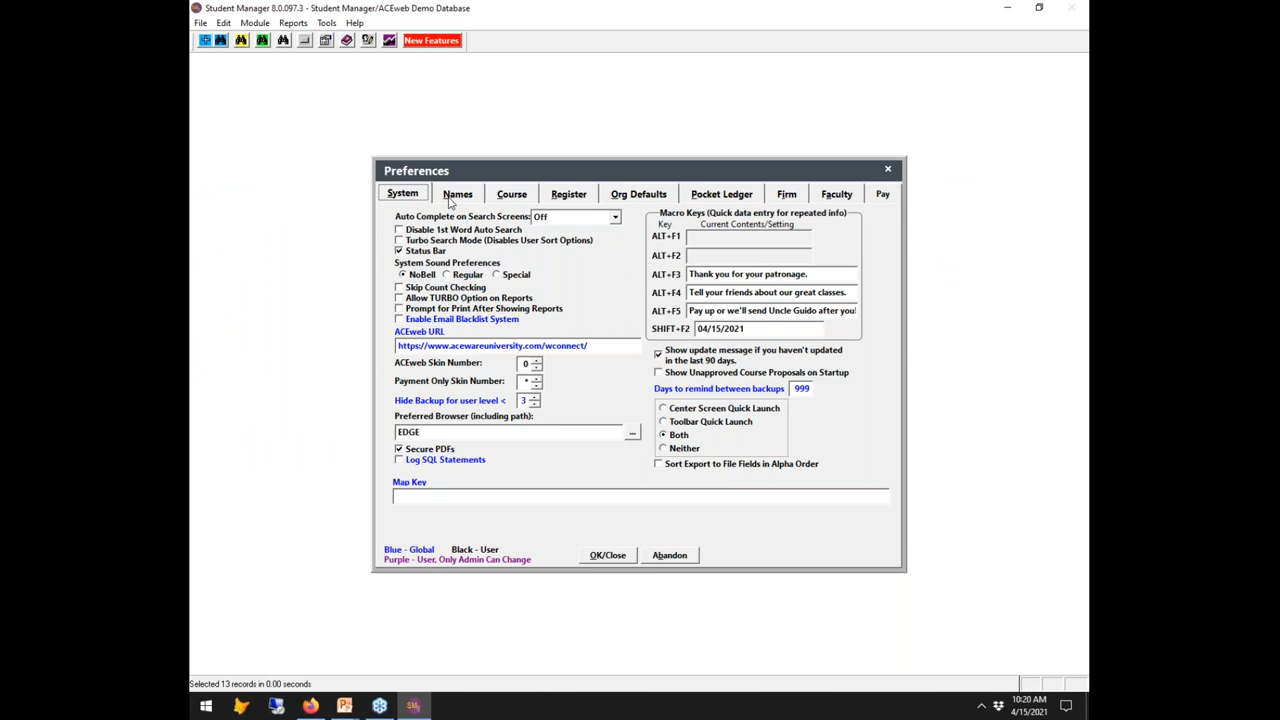 Student Manager 8.0.097.3 - Student Manager/ACEweb Demo Database
File Edit Module Reports Tools Help
New Features
Preferences
System Names Course Register Org Defaults Pocket Ledger Firm Faculty Pay
Auto Complete on Search Screens: Off
Disable 1st Word Auto Search
Turbo Search Mode (Disables User Sort Options)
Status Bar
System Sound Preferences
NoBell Regular Special
Skip Count Checking
Allow TURBO Option on Reports
Prompt for Print After Showing Reports
Enable Email Blacklist System
ACEweb URL
https://www.acewareuniversity.com/wconnect/
ACEweb Skin Number: 0
Payment Only Skin Number: *
Hide Backup for user level < 3
Preferred Browser (including path):
EDGE ...
Secure PDFs
Log SQL Statements
Map Key
Macro Keys (Quick data entry for repeated info)
Key Current Contents/Setting
ALT+F1
ALT+F2
ALT+F3 Thank you for your patronage.
ALT+F4 Tell your friends about our great classes.
ALT+F5 Pay up or we'll send Uncle Guido after you!
SHIFT+F2 04/15/2021
Show update message if you haven't updated
in the last 90 days.
Show Unapproved Course Proposals on Startup
Days to remind between backups 999
Center Screen Quick Launch
Toolbar Quick Launch
Both
Neither
Sort Export to File Fields in Alpha Order
Blue - Global Black - User
Purple - User, Only Admin Can Change
OK/Close Abandon
Selected 13 records in 0.00 seconds
SM
10:20 AM
4/15/2021